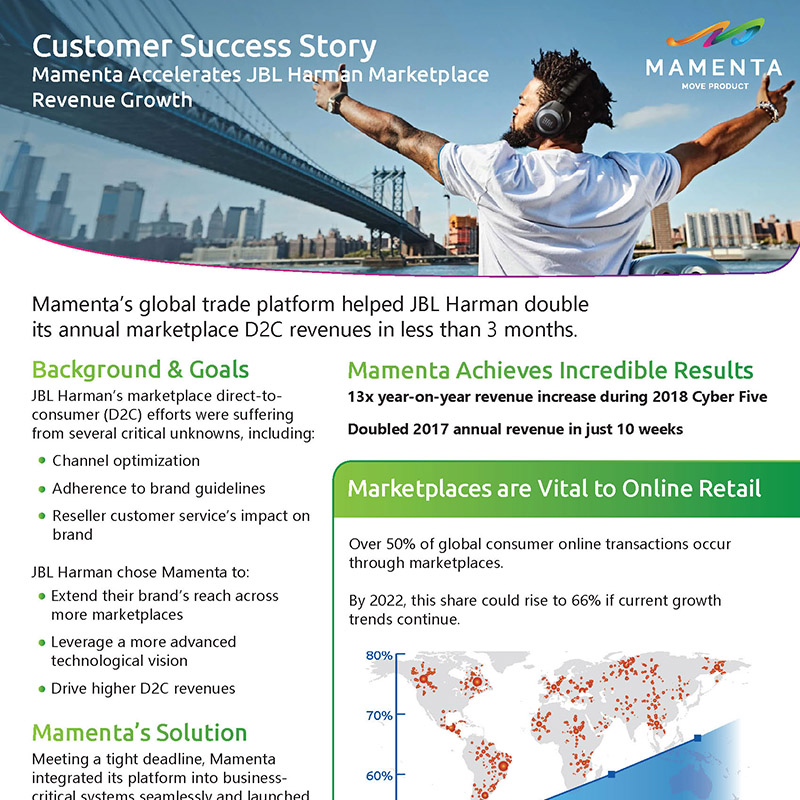 Customer Success Story
Mamenta Accelerates JBL Harman Marketplace
Revenue Growth
MAMENTA
MOVE PRODUCT
JBL
Mamenta’s global trade platform helped JBL Harman double
its annual marketplace D2C revenues in less than 3 months.
Background & Goals
JBL Harman’s marketplace direct-to-
consumer (D2C) efforts were suffering
from several critical unknowns, including:
• Channel optimization
• Adherence to brand guidelines
• Reseller customer service’s impact on
brand
JBL Harman chose Mamenta to:
• Extend their brand’s reach across
more marketplaces
• Leverage a more advanced
technological vision
• Drive higher D2C revenues
Mamenta’s Solution
Meeting a tight deadline, Mamenta
integrated its platform into business-
critical systems seamlessly and launched
Mamenta Achieves Incredible Results
13x year-on-year revenue increase during 2018 Cyber Five
Doubled 2017 annual revenue in just 10 weeks
Marketplaces are Vital to Online Retail
Over 50% of global consumer online transactions occur
through marketplaces.
By 2022, this share could rise to 66% if current growth
trends continue.
80%
70%
60%